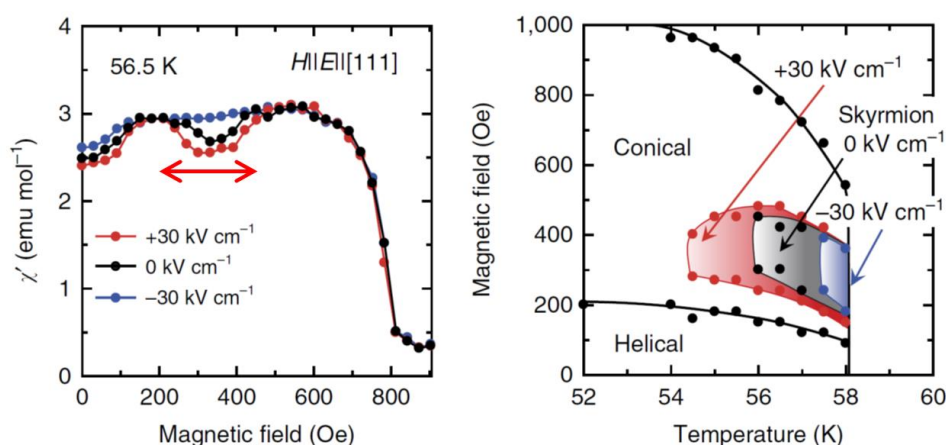 4
3
2
1
0
χ′ (emu mol⁻¹)
56.5 K
H||E||[111]
+30 kV cm⁻¹
0 kV cm⁻¹
−30 kV cm⁻¹
0 200 400 600 800
Magnetic field (Oe)
1,000
800
600
400
200
0
Magnetic field (Oe)
+30 kV cm⁻¹
Skyrmion
0 kV cm⁻¹
Conical
−30 kV cm⁻¹
Helical
52 54 56 58 60
Temperature (K)